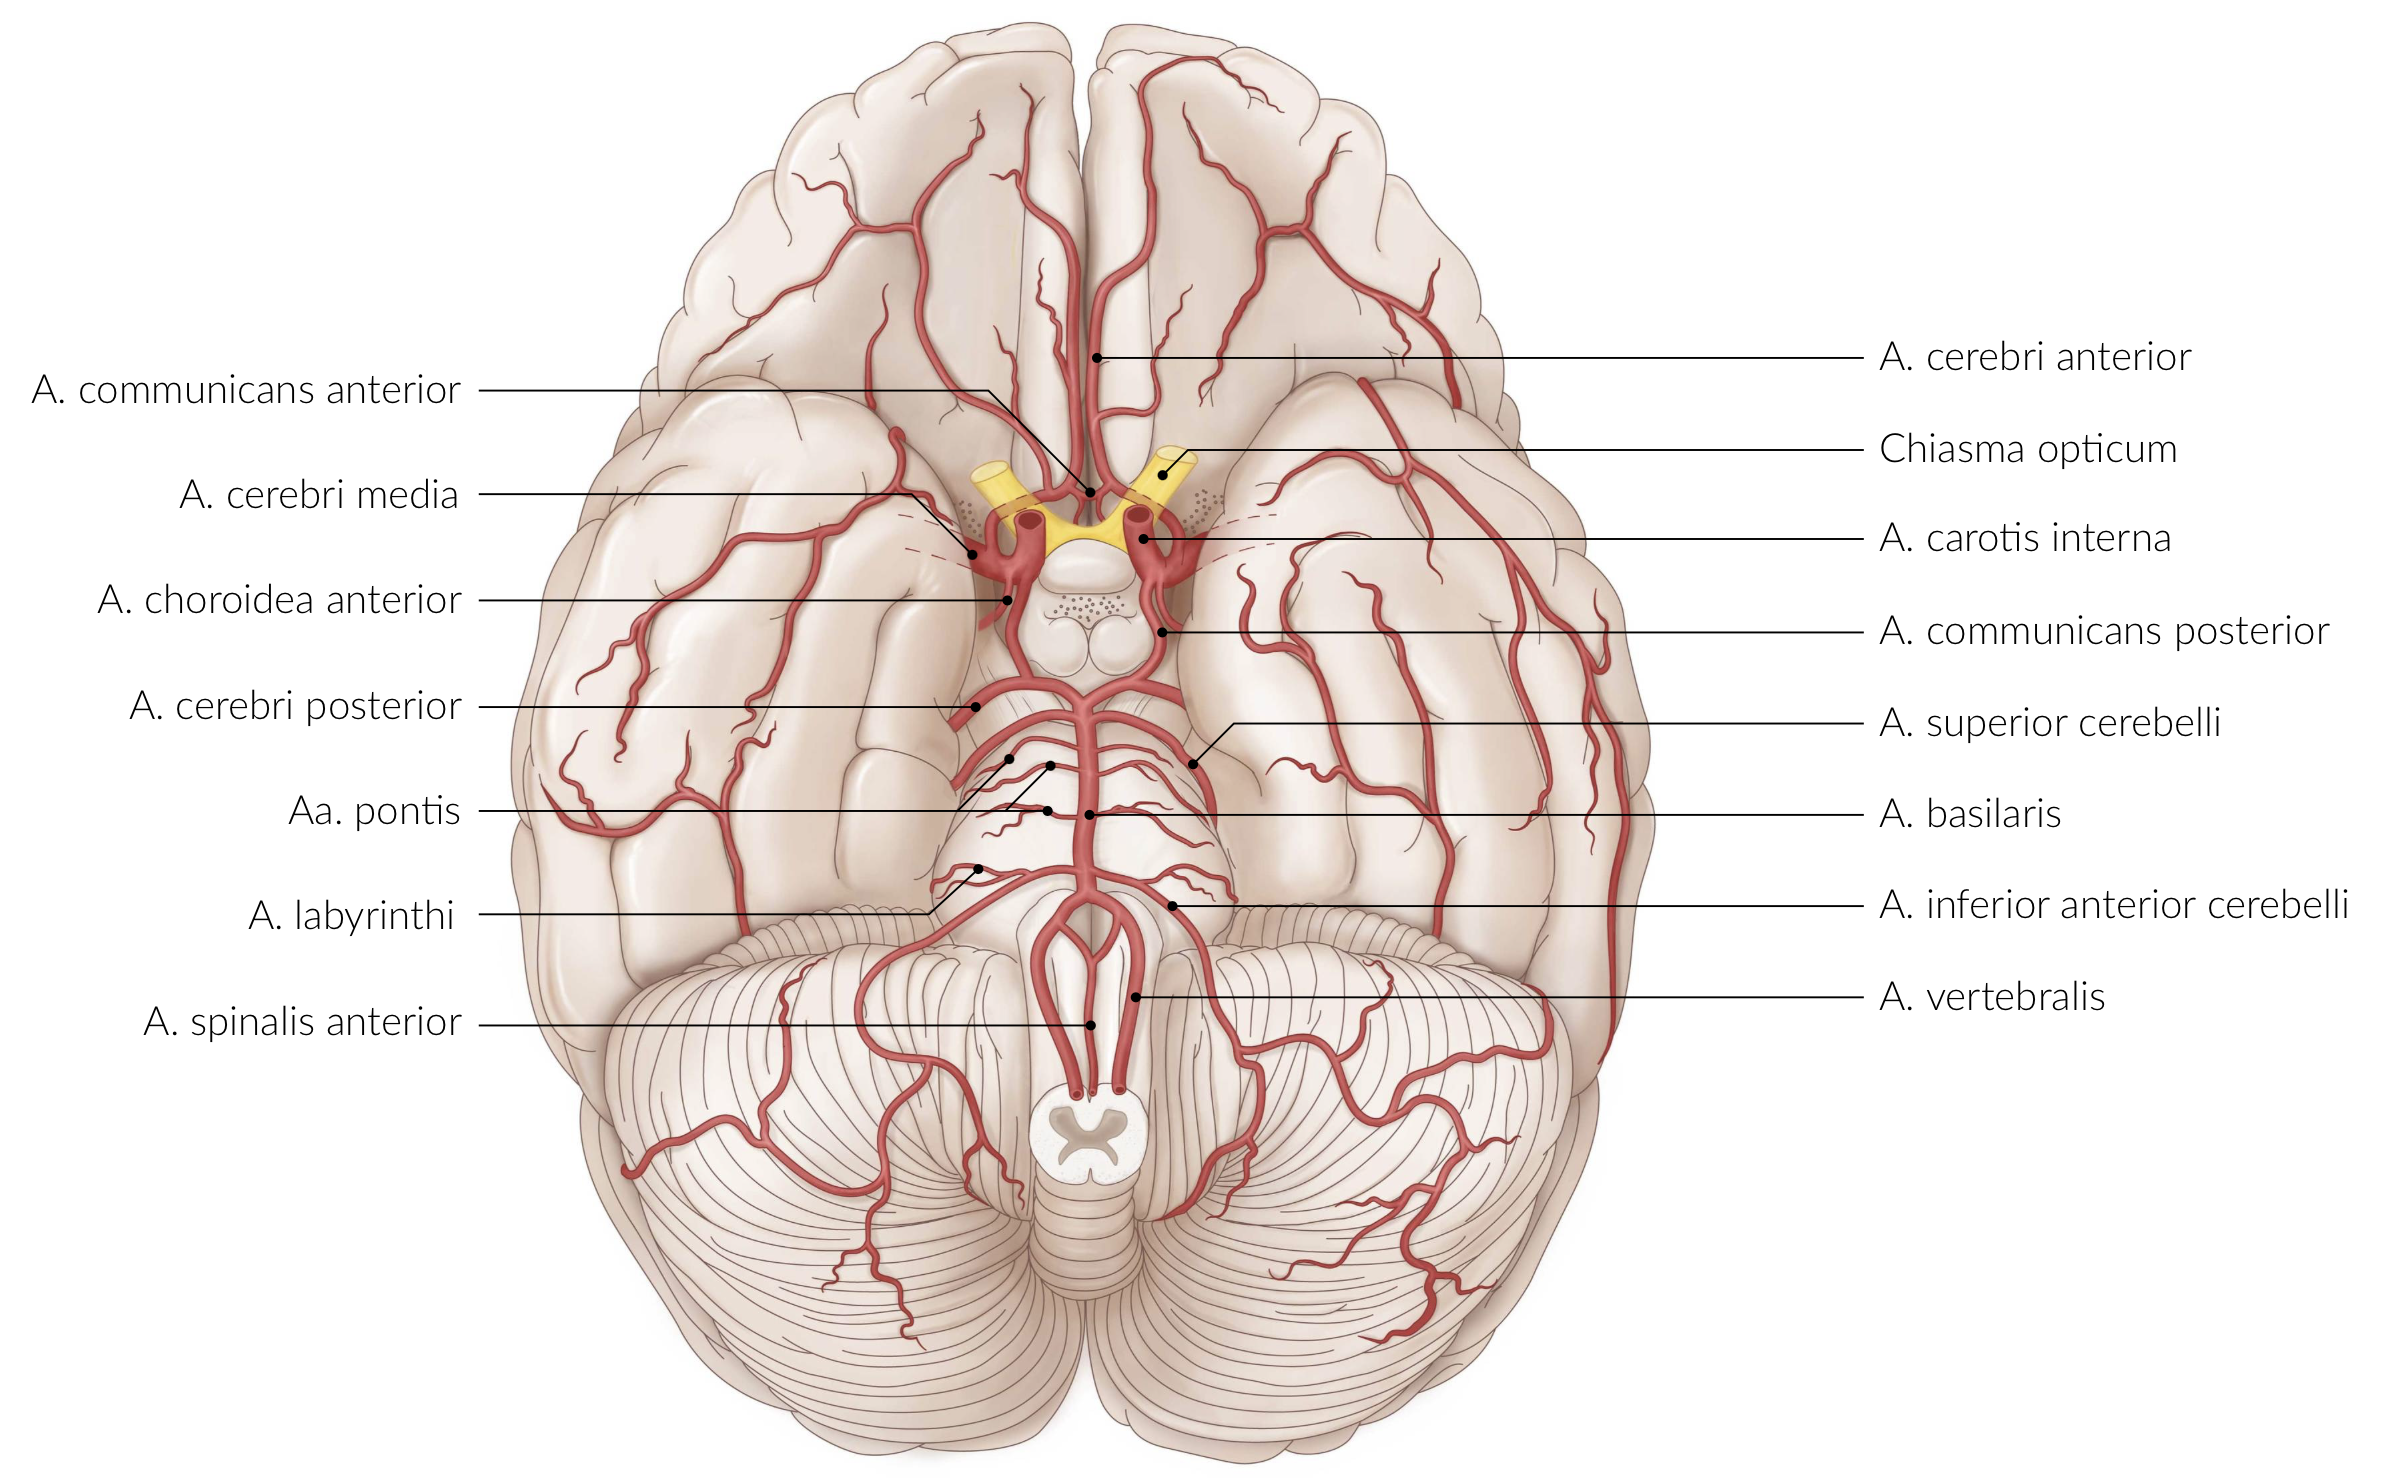 A. communicans anterior
A. cerebri media
A. choroidea anterior
A. cerebri posterior
Aa. pontis
A. labyrinthi
A. spinalis anterior
A. cerebri anterior
Chiasma opticum
A. carotis interna
A. communicans posterior
A. superior cerebelli
A. basilaris
A. inferior anterior cerebelli
A. vertebralis